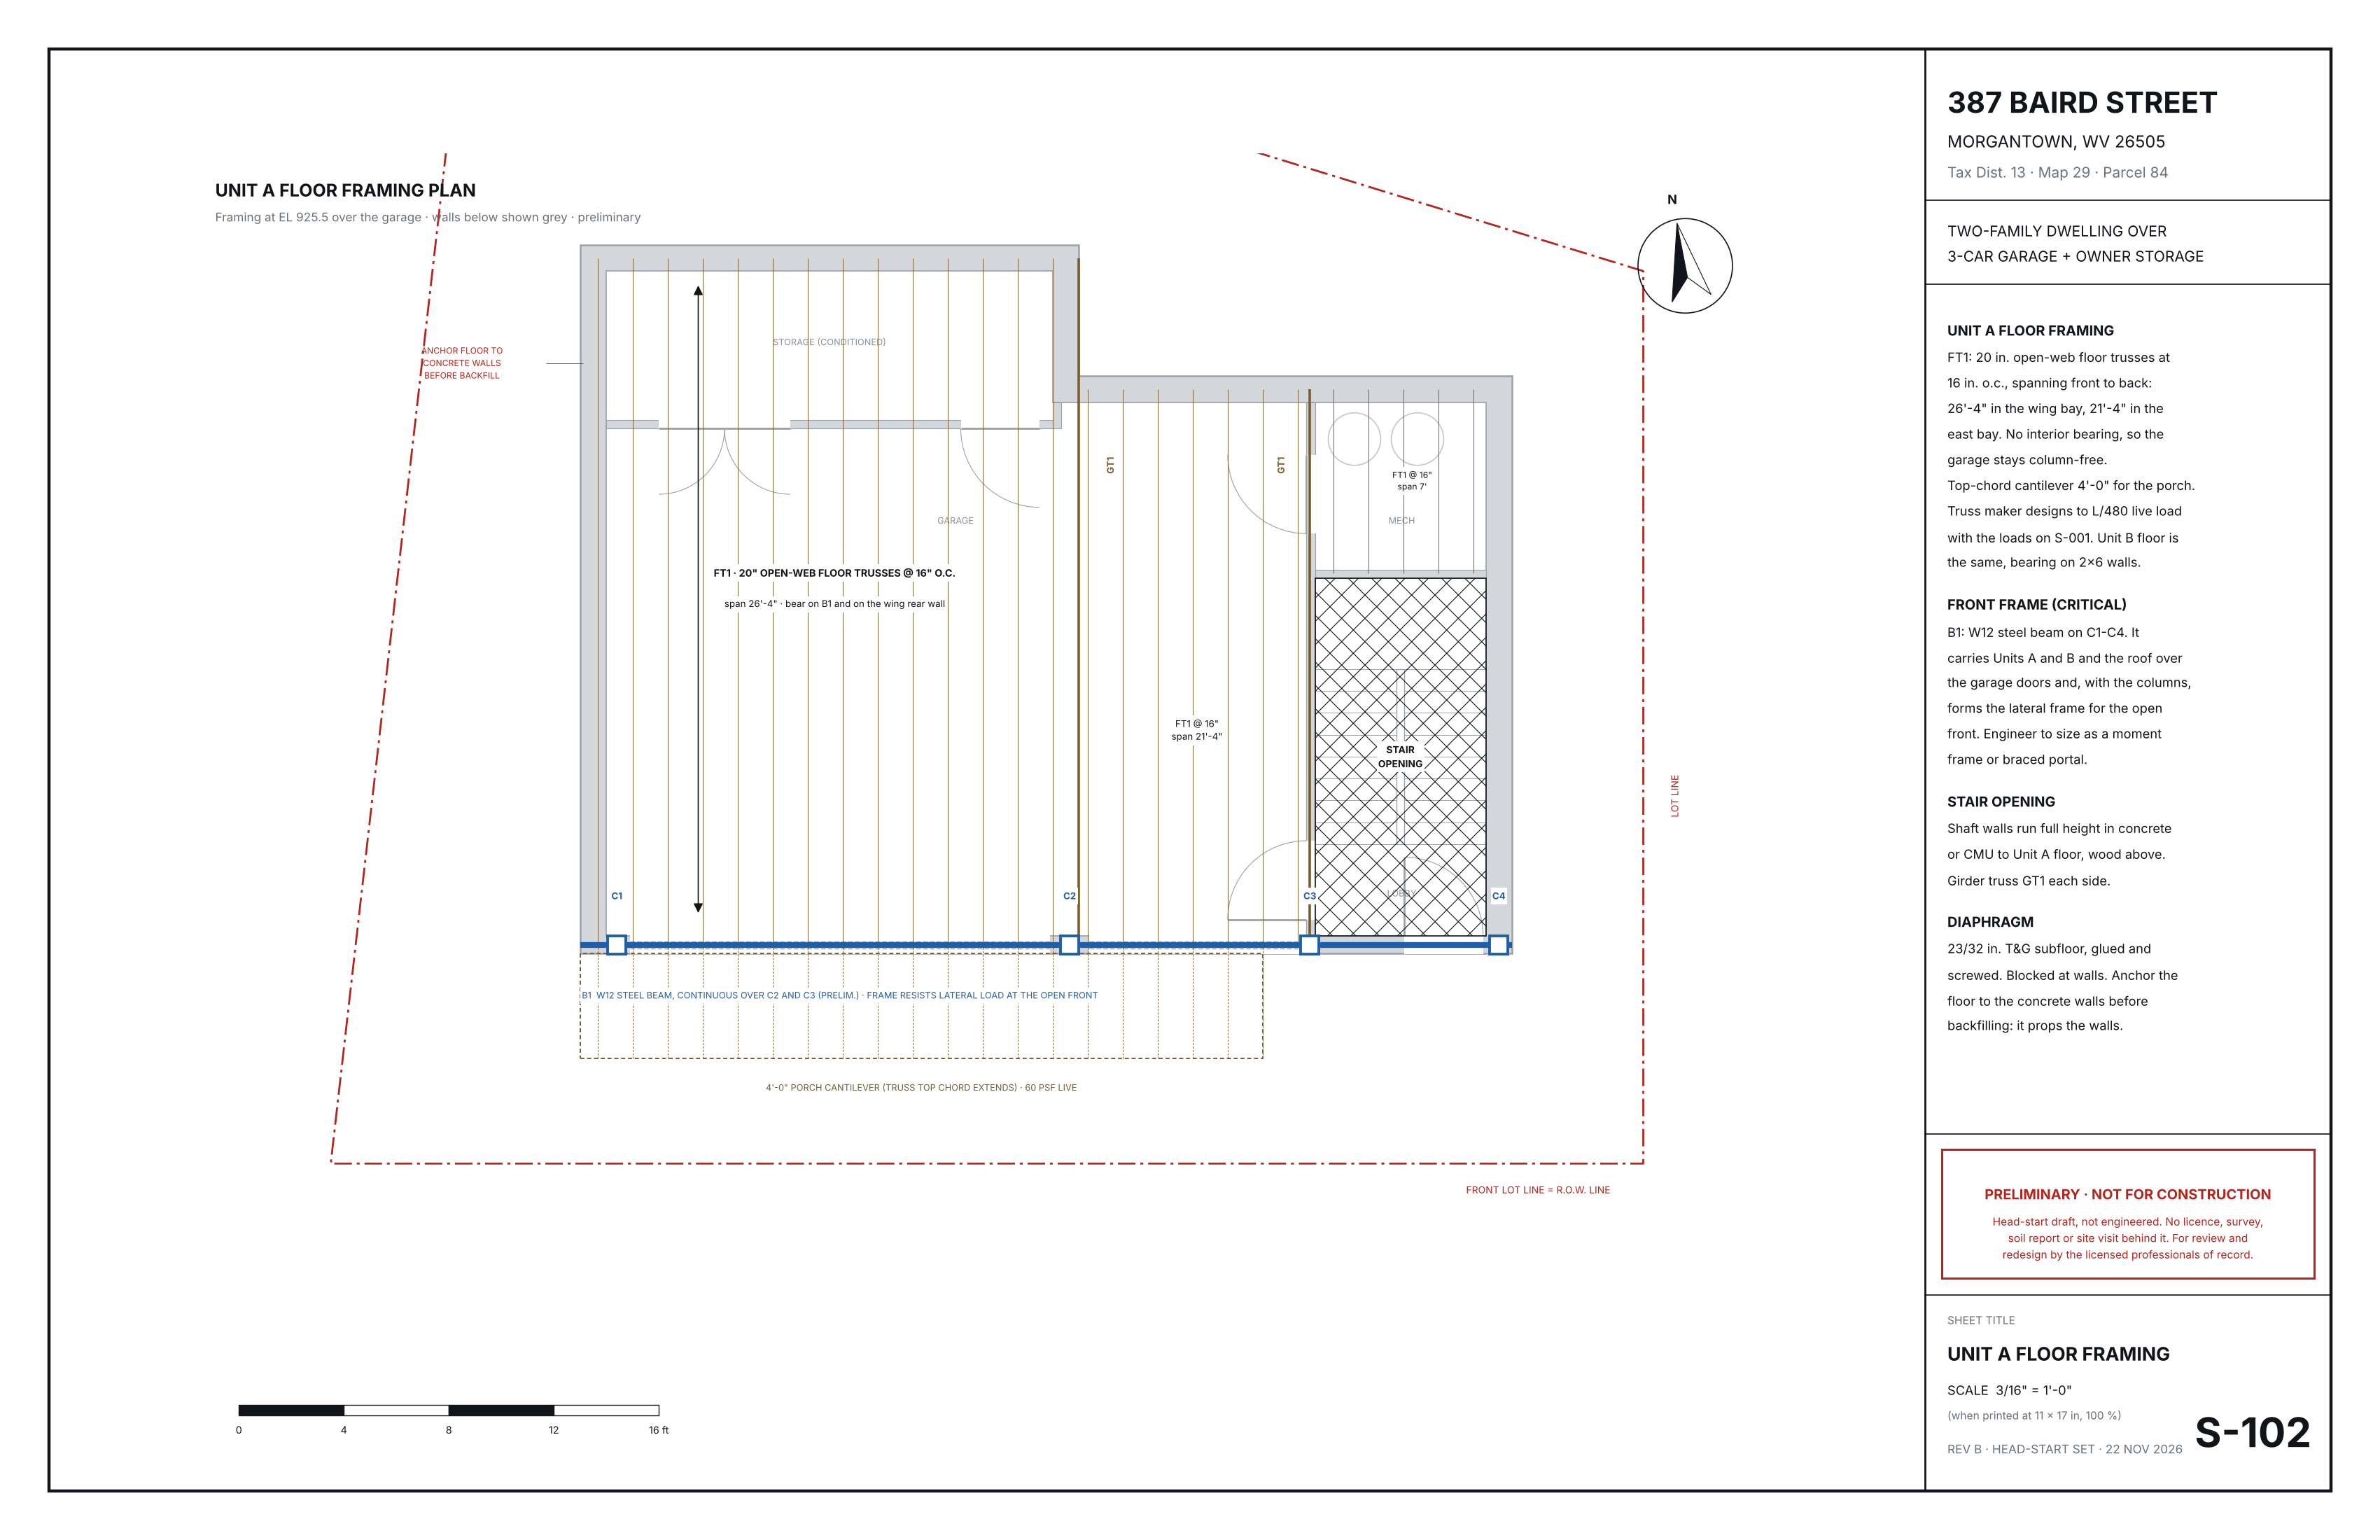 UNIT A FLOOR FRAMING PLAN
Framing at EL 925.5 over the garage · walls below shown grey · preliminary
N
ANCHOR FLOOR TO
CONCRETE WALLS
BEFORE BACKFILL
STORAGE (CONDITIONED)
GARAGE
GT1
GT1
FT1 @ 16"
span 7'
MECH
FT1 · 20" OPEN-WEB FLOOR TRUSSES @ 16" O.C.
span 26'-4" · bear on B1 and on the wing rear wall
FT1 @ 16"
span 21'-4"
STAIR
OPENING
LOT LINE
LOBBY
C1
C2
C3
C4
B1 W12 STEEL BEAM, CONTINUOUS OVER C2 AND C3 (PRELIM.) · FRAME RESISTS LATERAL LOAD AT THE OPEN FRONT
4'-0" PORCH CANTILEVER (TRUSS TOP CHORD EXTENDS) · 60 PSF LIVE
FRONT LOT LINE = R.O.W. LINE
0 4 8 12 16 ft
387 BAIRD STREET
MORGANTOWN, WV 26505
Tax Dist. 13 · Map 29 · Parcel 84
TWO-FAMILY DWELLING OVER
3-CAR GARAGE + OWNER STORAGE
UNIT A FLOOR FRAMING
FT1: 20 in. open-web floor trusses at
16 in. o.c., spanning front to back:
26'-4" in the wing bay, 21'-4" in the
east bay. No interior bearing, so the
garage stays column-free.
Top-chord cantilever 4'-0" for the porch.
Truss maker designs to L/480 live load
with the loads on S-001. Unit B floor is
the same, bearing on 2×6 walls.
FRONT FRAME (CRITICAL)
B1: W12 steel beam on C1-C4. It
carries Units A and B and the roof over
the garage doors and, with the columns,
forms the lateral frame for the open
front. Engineer to size as a moment
frame or braced portal.
STAIR OPENING
Shaft walls run full height in concrete
or CMU to Unit A floor, wood above.
Girder truss GT1 each side.
DIAPHRAGM
23/32 in. T&G subfloor, glued and
screwed. Blocked at walls. Anchor the
floor to the concrete walls before
backfilling: it props the walls.
PRELIMINARY · NOT FOR CONSTRUCTION
Head-start draft, not engineered. No licence, survey,
soil report or site visit behind it. For review and
redesign by the licensed professionals of record.
SHEET TITLE
UNIT A FLOOR FRAMING
SCALE 3/16" = 1'-0"
(when printed at 11 × 17 in, 100 %)
REV B · HEAD-START SET · 22 NOV 2026
S-102